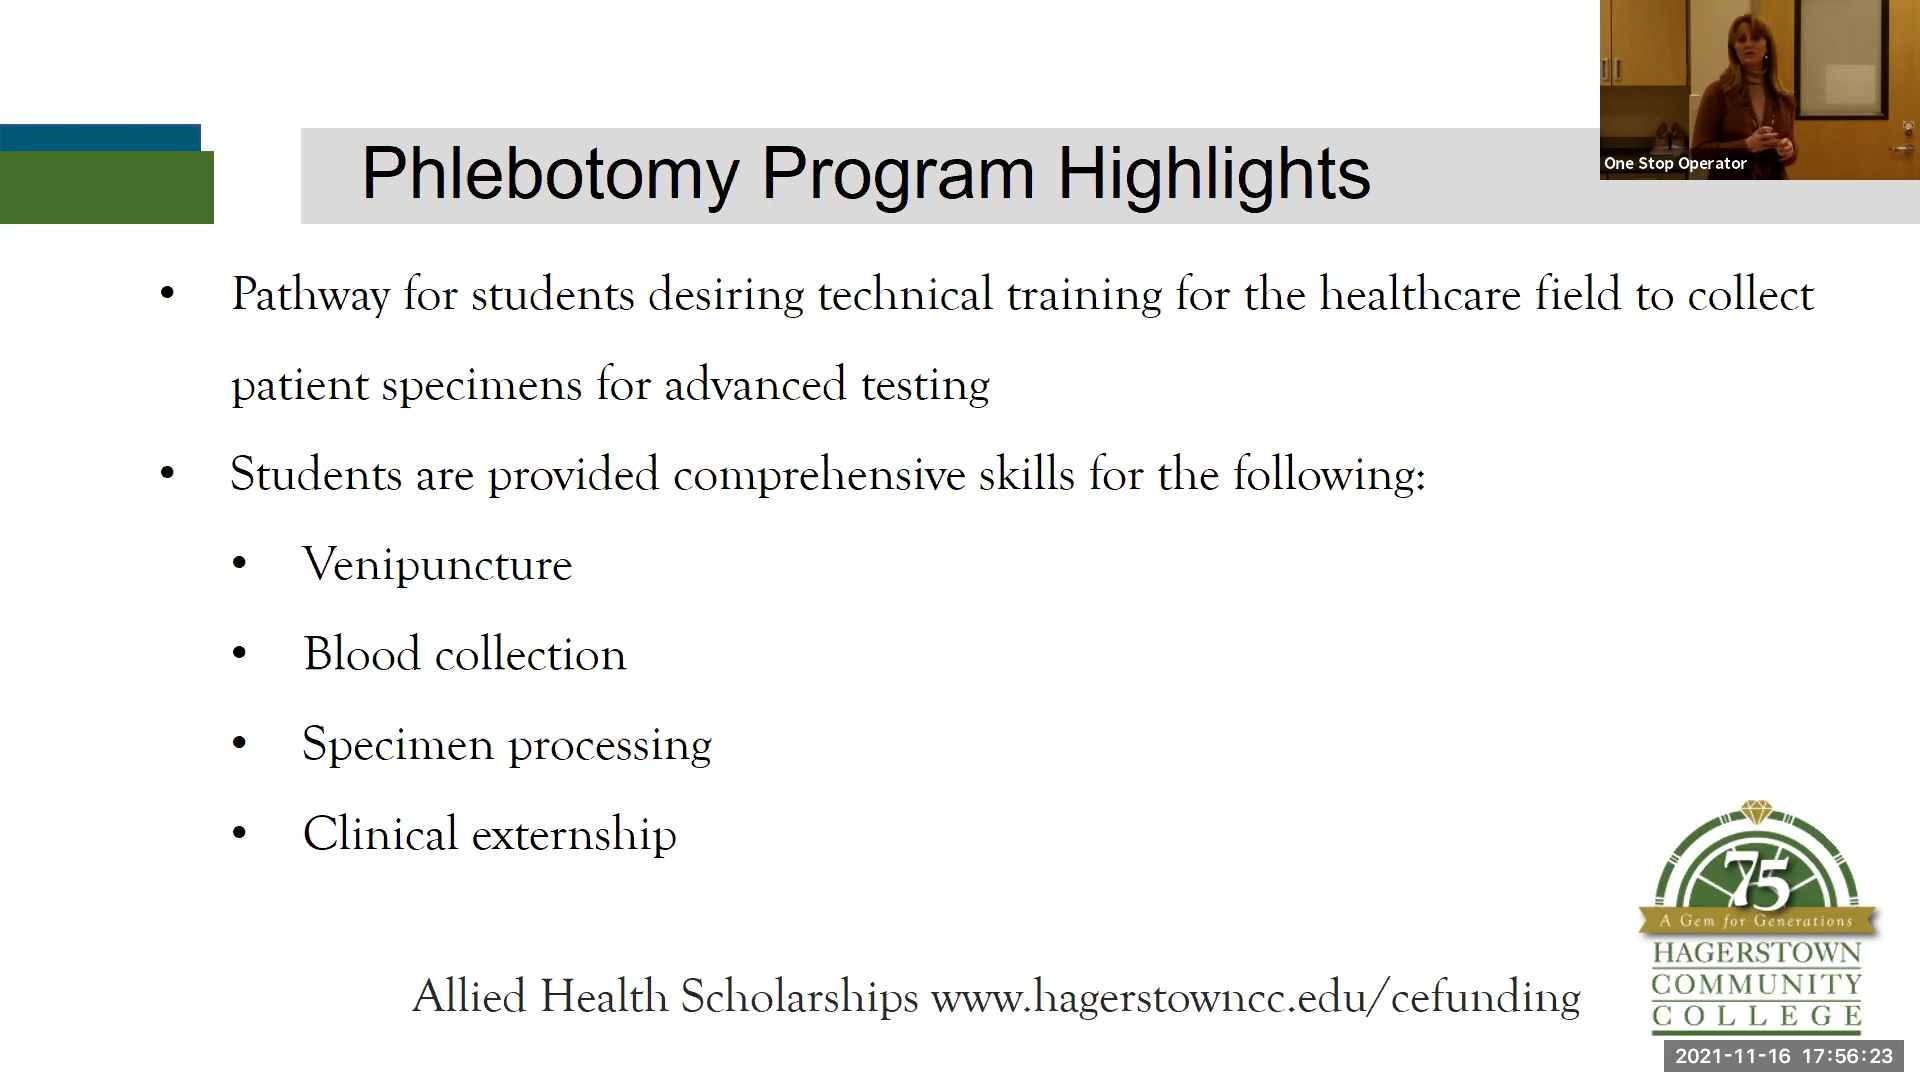 One Stop Operator
Phlebotomy Program Highlights
• Pathway for students desiring technical training for the healthcare field to collect
patient specimens for advanced testing
• Students are provided comprehensive skills for the following:
• Venipuncture
• Blood collection
• Specimen processing
• Clinical externship
75
A Gem for Generations
HAGERSTOWN
COMMUNITY
COLLEGE
Allied Health Scholarships www.hagerstowncc.edu/cefunding
2021-11-16 17:56:23